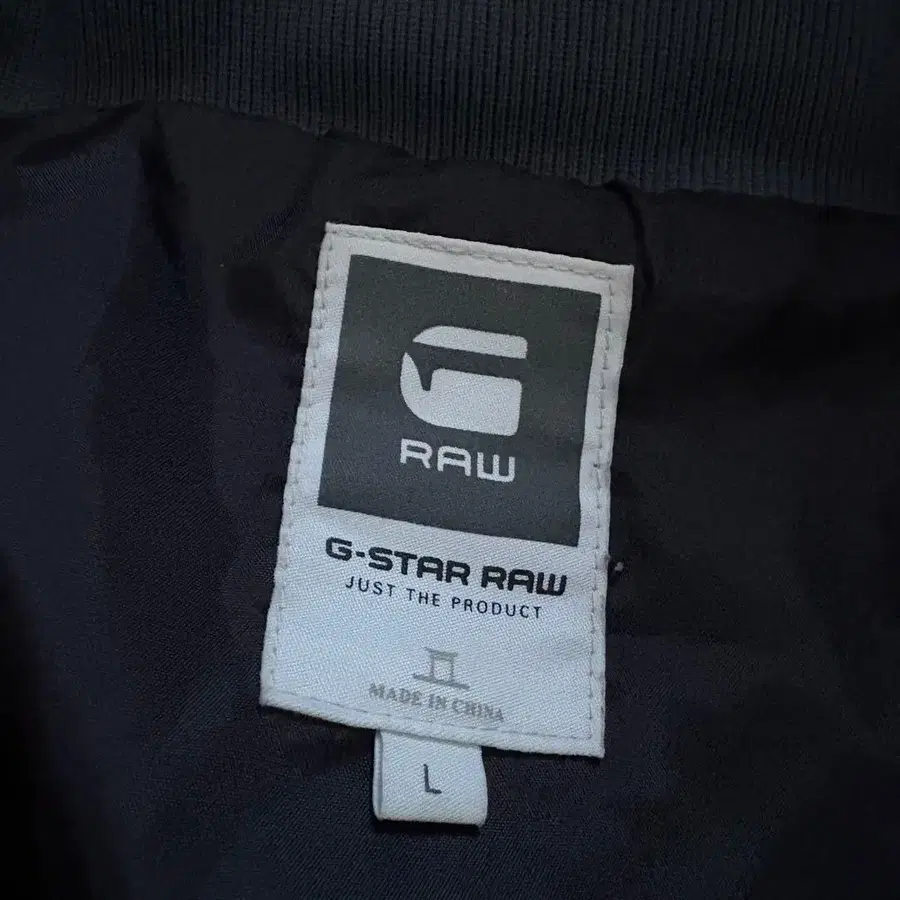 G
RAW
G-STAR RAW
JUST THE PRODUCT
MADE IN CHINA
L